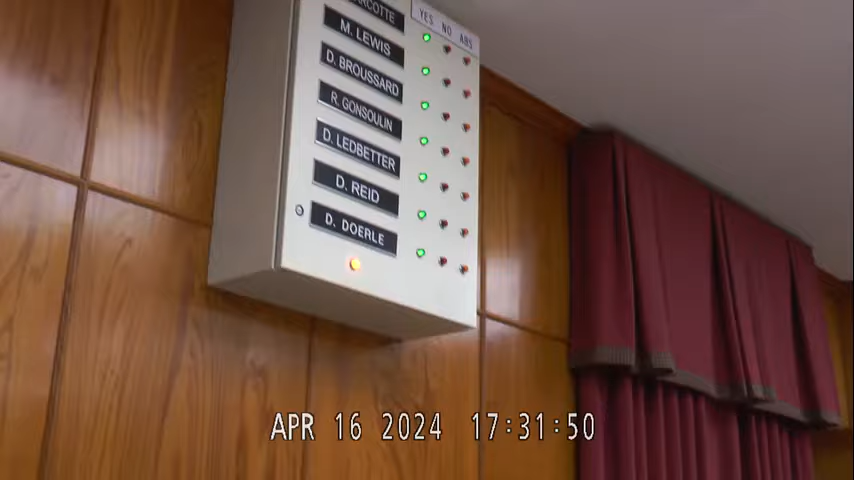 YES NO ABS
M. LEWIS
D. BROUSSARD
R. GONSOULIN
D. LEDBETTER
D. REID
D. DOERLE
APR 16 2024 17:31:50